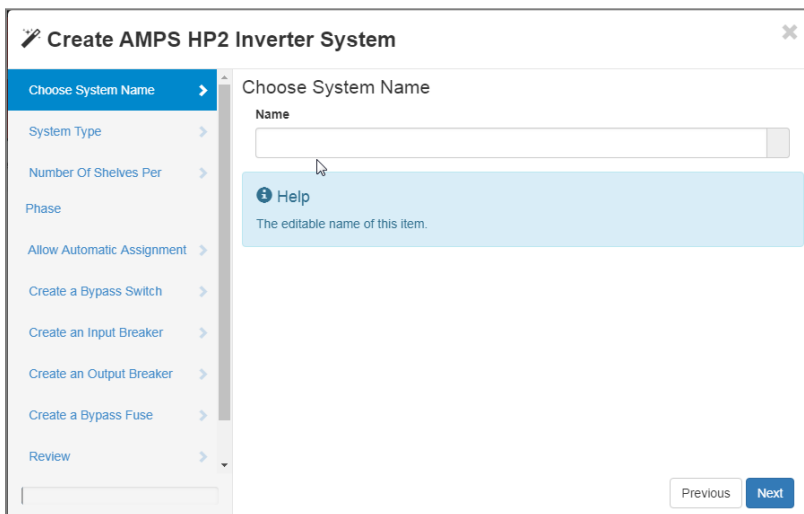 Create AMPS HP2 Inverter System
Choose System Name
System Type
Number Of Shelves Per
Phase
Allow Automatic Assignment
Create a Bypass Switch
Create an Input Breaker
Create an Output Breaker
Create a Bypass Fuse
Review
Choose System Name
Name
Help
The editable name of this item.
Previous
Next